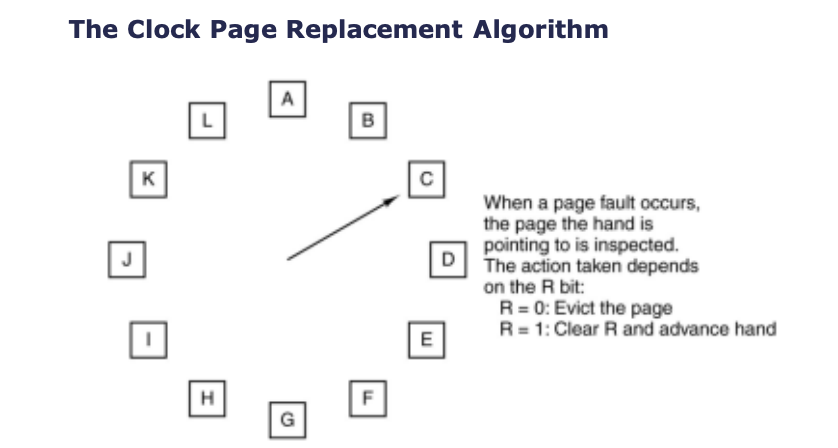 The Clock Page Replacement Algorithm
A
L
B
K
C
When a page fault occurs,
the page the hand is
pointing to is inspected.
J
D
The action taken depends
on the R bit:
R = 0: Evict the page
R = 1: Clear R and advance hand
I
E
H
F
G